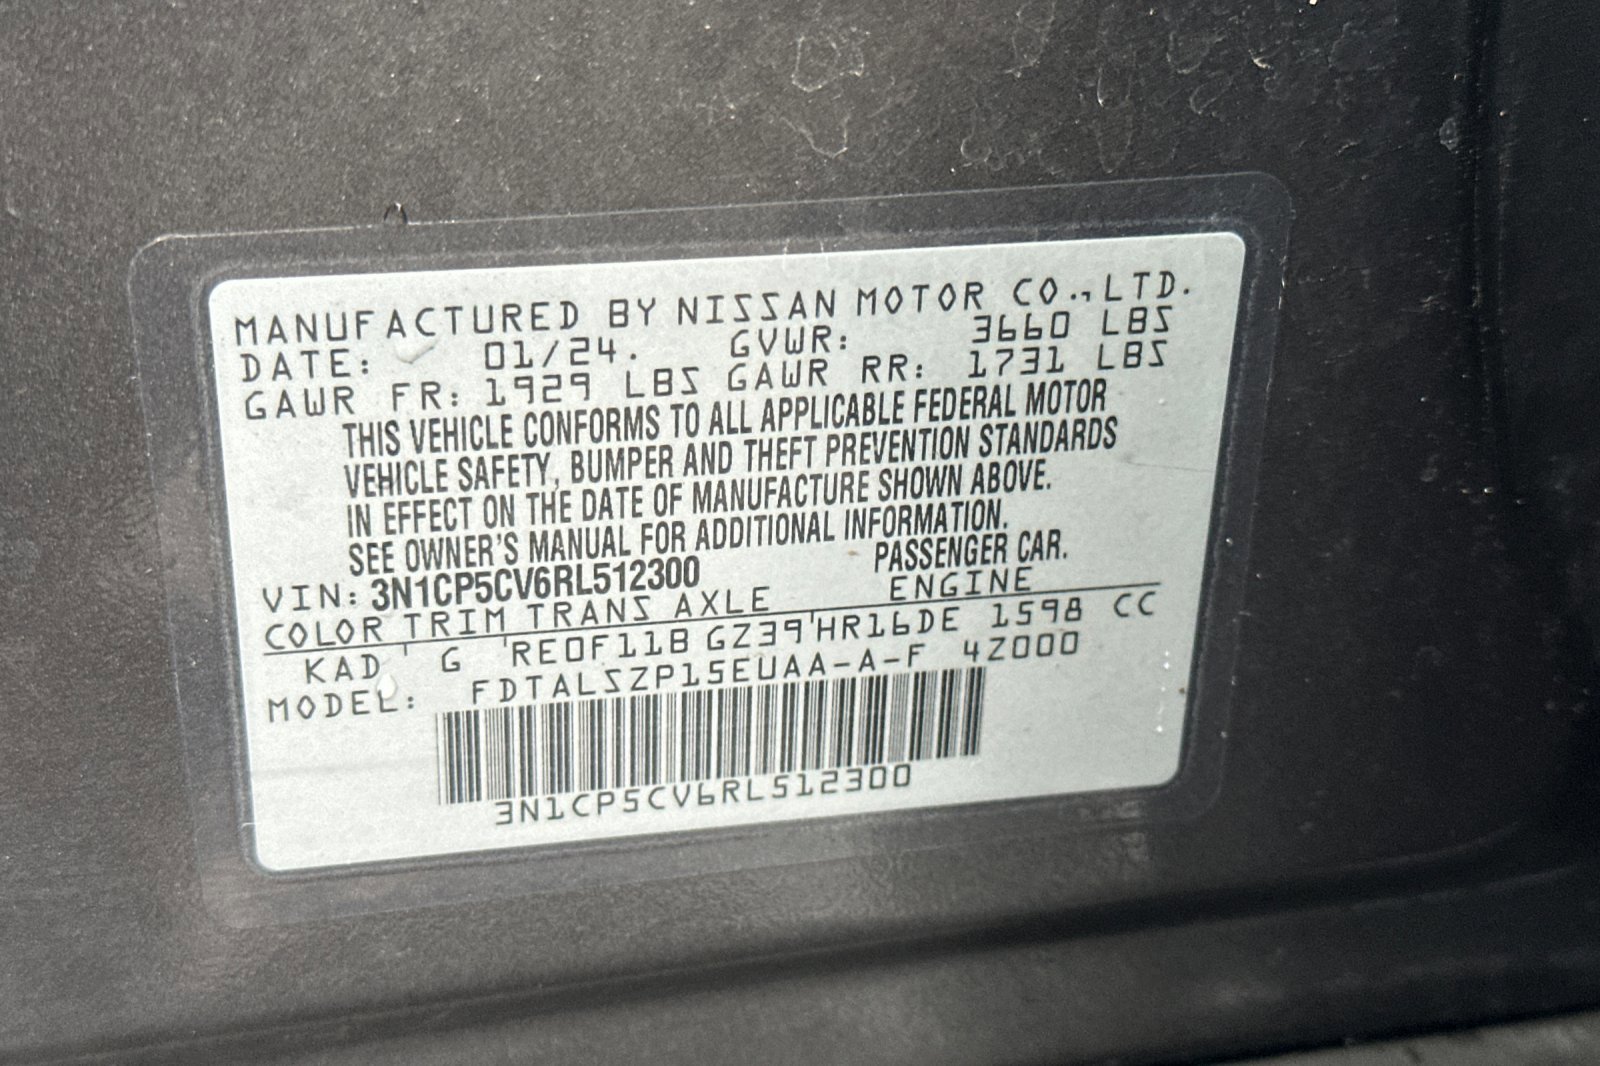 MANUFACTURED BY NISSAN MOTOR CO.,LTD.
DATE: 01/24. GVWR: 3660 LBS
GAWR FR: 1929 LBS GAWR RR: 1731 LBS
THIS VEHICLE CONFORMS TO ALL APPLICABLE FEDERAL MOTOR
VEHICLE SAFETY, BUMPER AND THEFT PREVENTION STANDARDS
IN EFFECT ON THE DATE OF MANUFACTURE SHOWN ABOVE.
SEE OWNER'S MANUAL FOR ADDITIONAL INFORMATION.
VIN: 3N1CP5CV6RL512300 PASSENGER CAR.
COLOR TRIM TRANS AXLE ENGINE
KAD G RE0F11B GZ39 HR16DE 1598 CC
MODEL: FDTALSZP15EUAA-A-F 4Z000
3N1CP5CV6RL512300